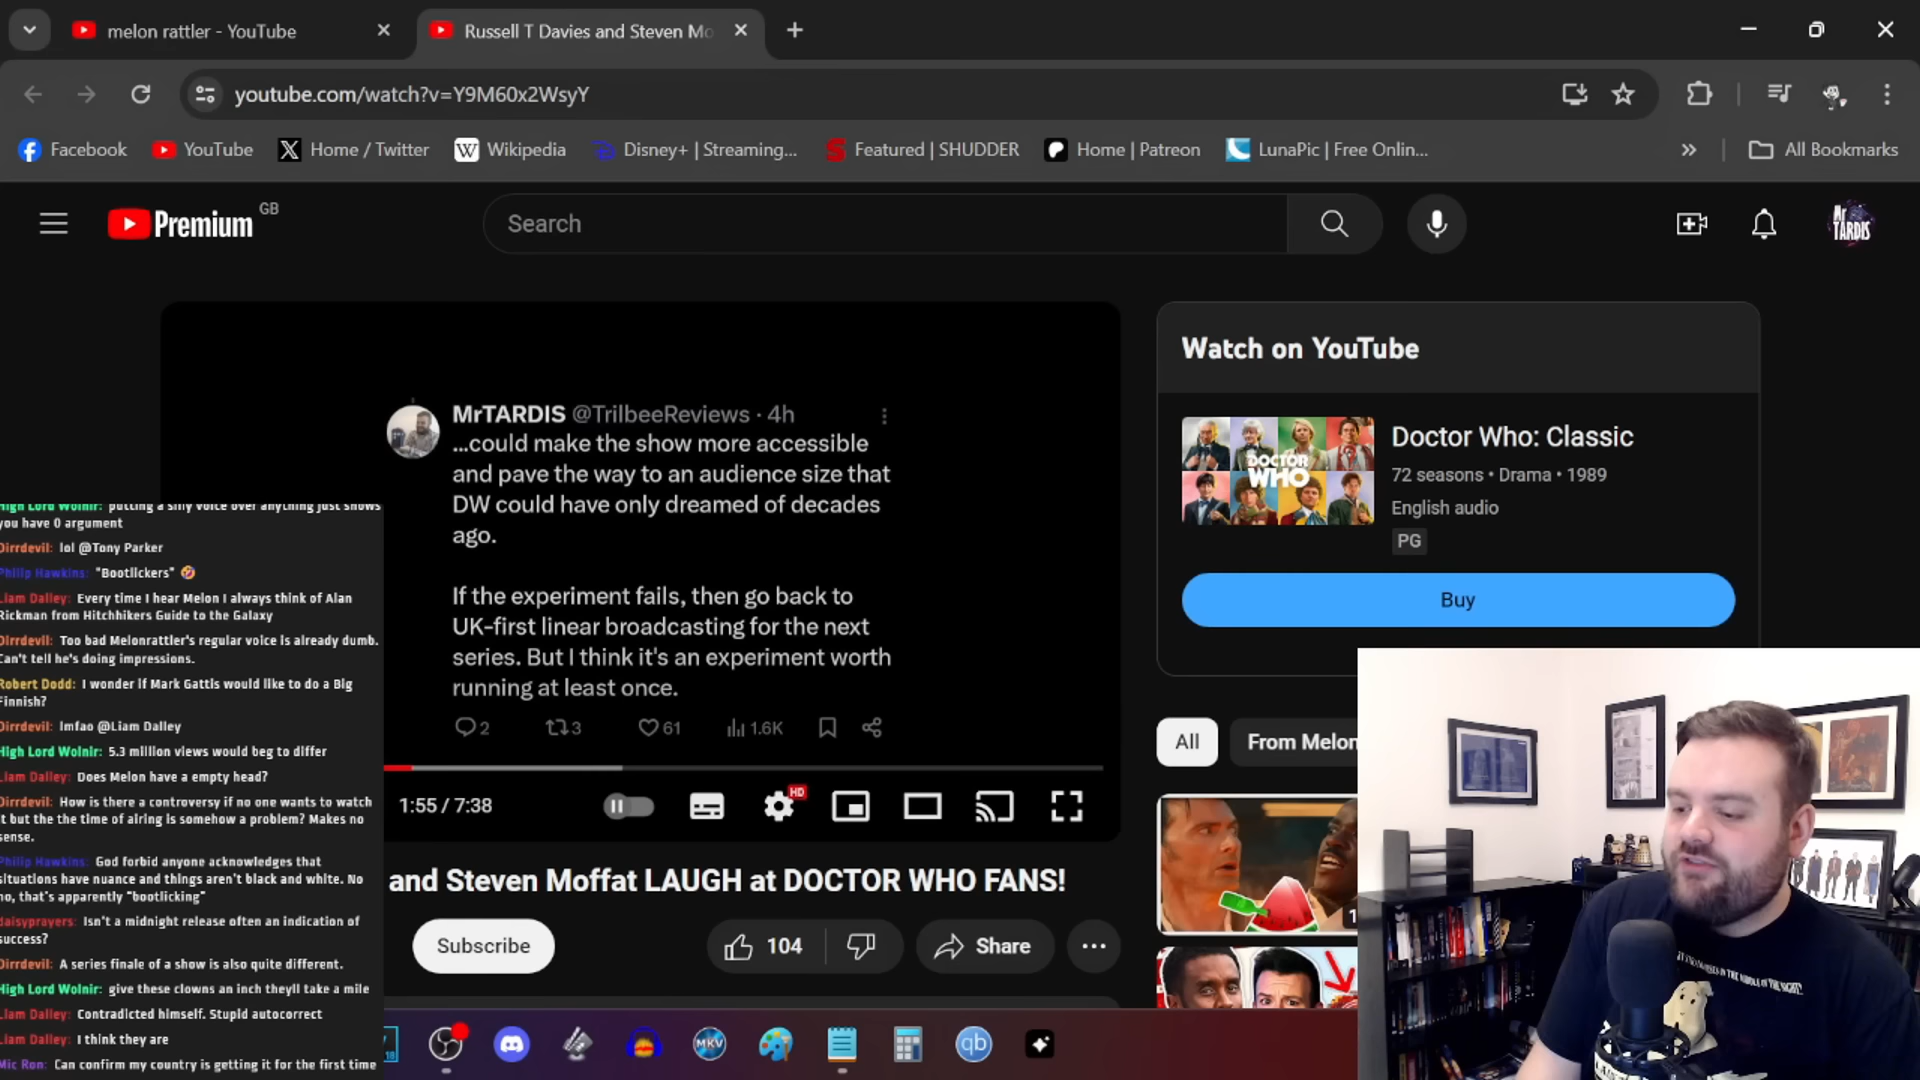 melon rattler - YouTube
Russell T Davies and Steven Mo
youtube.com/watch?v=Y9M60x2WsyY
Facebook
YouTube
Home / Twitter
Wikipedia
Disney+ | Streaming...
Featured | SHUDDER
Home | Patreon
LunaPic | Free Onlin...
All Bookmarks
Premium GB
Search
Mr TARDIS
Watch on YouTube
DOCTOR WHO
Doctor Who: Classic
72 seasons • Drama • 1989
English audio
PG
Buy
MrTARDIS @TrilbeeReviews · 4h
...could make the show more accessible
and pave the way to an audience size that
DW could have only dreamed of decades
ago.
If the experiment fails, then go back to
UK-first linear broadcasting for the next
series. But I think it's an experiment worth
running at least once.
2 3 61 1.6K
1:55 / 7:38
HD
and Steven Moffat LAUGH at DOCTOR WHO FANS!
Subscribe
104
Share
All
From Melon
High Lord Wolnir: putting a silly voice over anything just shows
you have 0 argument
Dirrdevil: lol @Tony Parker
Philip Hawkins: "Bootlickers" 🤣
Liam Dalley: Every time I hear Melon I always think of Alan
Rickman from Hitchhikers Guide to the Galaxy
Dirrdevil: Too bad Melonrattler's regular voice is already dumb.
Can't tell he's doing impressions.
Robert Dodd: I wonder if Mark Gattis would like to do a Big
Finnish?
Dirrdevil: lmfao @Liam Dalley
High Lord Wolnir: 5.3 million views would beg to differ
Liam Dalley: Does Melon have a empty head?
Dirrdevil: How is there a controversy if no one wants to watch
it but the the time of airing is somehow a problem? Makes no
sense.
Philip Hawkins: God forbid anyone acknowledges that
situations have nuance and things aren't black and white. No
no, that's apparently "bootlicking"
daisyprayers: Isn't a midnight release often an indication of
success?
Dirrdevil: A series finale of a show is also quite different.
High Lord Wolnir: give these clowns an inch theyll take a mile
Liam Dalley: Contradicted himself. Stupid autocorrect
Liam Dalley: I think they are
Mic Ron: Can confirm my country is getting it for the first time
MKV
qb